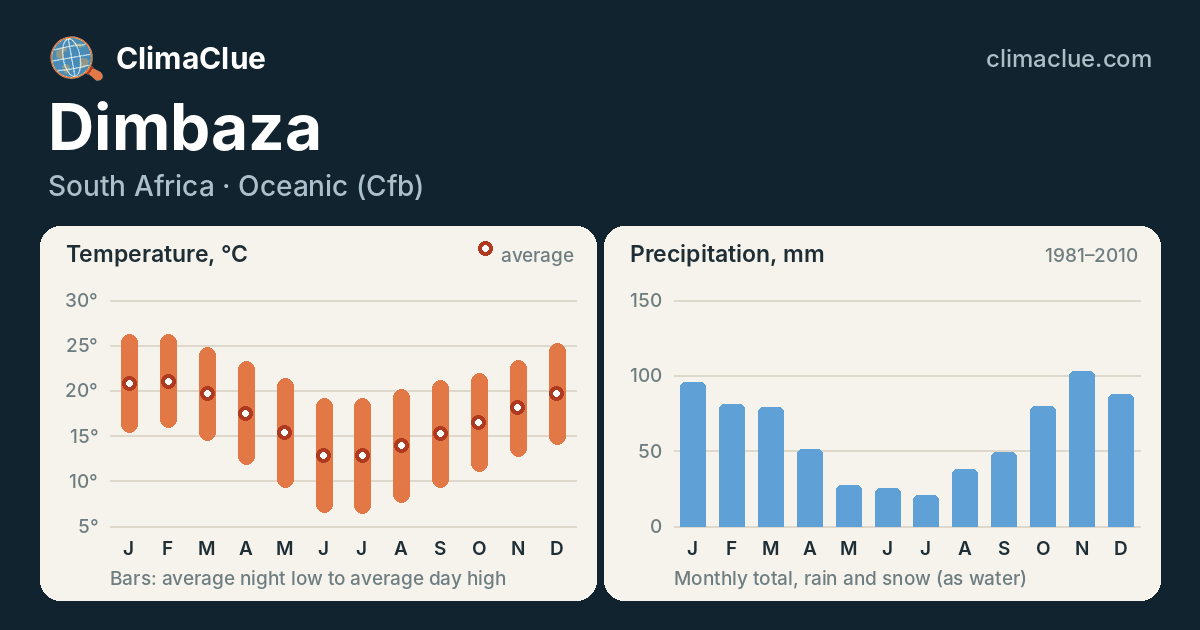 ClimaClue
climaclue.com
Dimbaza
South Africa · Oceanic (Cfb)
Temperature, °C
average
30°
25°
20°
15°
10°
5°
J F M A M J J A S O N D
Bars: average night low to average day high
Precipitation, mm
1981–2010
150
100
50
0
J F M A M J J A S O N D
Monthly total, rain and snow (as water)